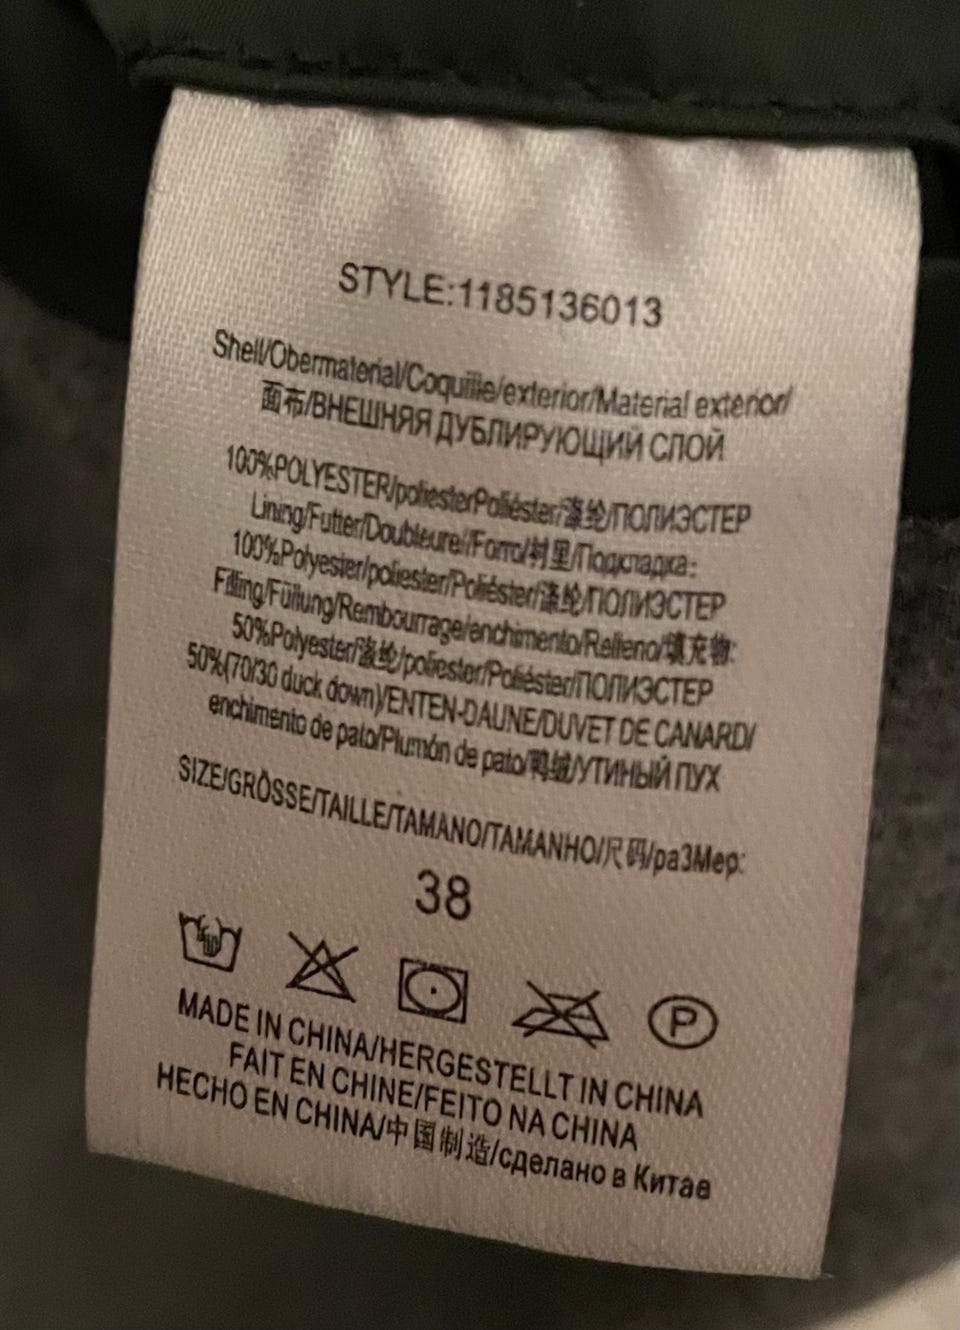 STYLE:1185136013
Shell/Obermaterial/Coquille/exterior/Material exterior/
面布/ВНЕШНЯЯ ДУБЛИРУЮЩИЙ СЛОЙ
100%POLYESTER/poliesterPoliéster/涤纶/ПОЛИЭСТЕР
Lining/Futter/Doubleure//Forro/衬里/Подкладка:
100%Polyester/poliester/Poliéster/涤纶/ПОЛИЭСТЕР
Filling/Füllung/Rembourrage/enchimento/Relleno/填充物:
50%Polyester/涤纶/poliester/Poliéster/ПОЛИЭСТЕР
50%(70/30 duck down)/ENTEN-DAUNE/DUVET DE CANARD/
enchimento de pato/Plumón de pato/鸭绒/УТИНЫЙ ПУХ
SIZE/GRÖSSE/TAILLE/TAMANO/TAMANHO/尺码/ра3Мер:
38
P
MADE IN CHINA/HERGESTELLT IN CHINA
FAIT EN CHINE/FEITO NA CHINA
HECHO EN CHINA/中国制造/сделано в Китае